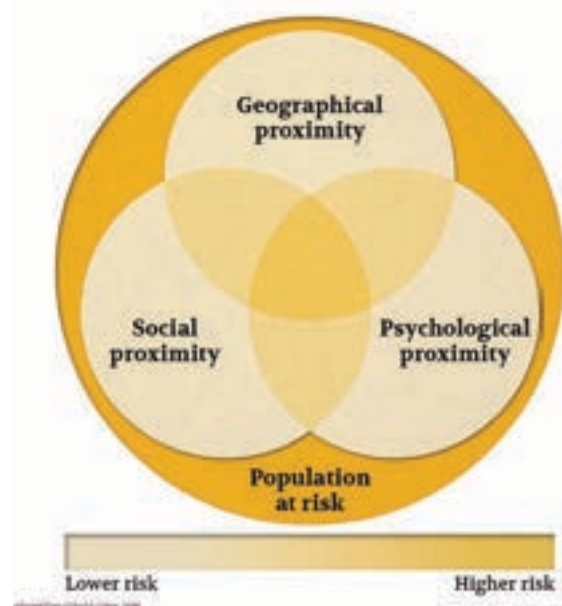 Geographical
proximity
Social
proximity
Psychological
proximity
Population
at risk
Lower risk
Higher risk